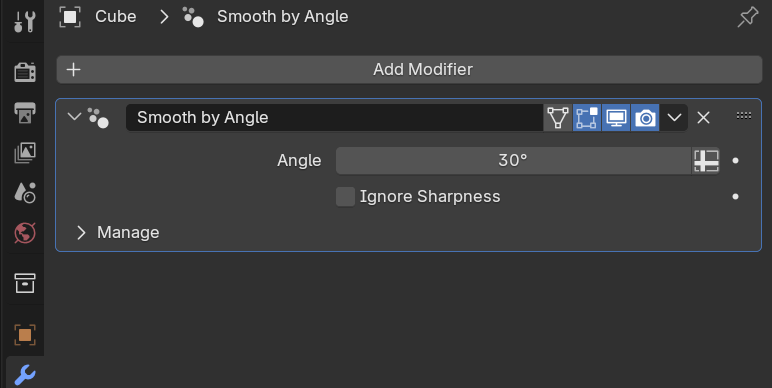 Cube > Smooth by Angle
+ Add Modifier
Smooth by Angle
Angle 30°
Ignore Sharpness
Manage